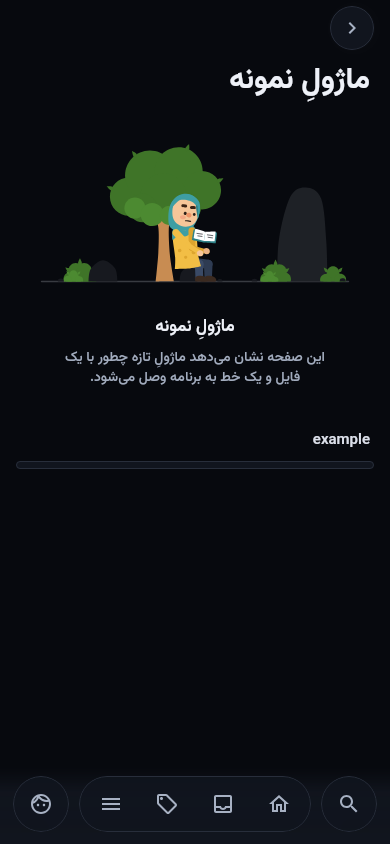 ماژولِ نمونه
ماژولِ نمونه
این صفحه نشان می‌دهد ماژولِ تازه چطور با یک
فایل و یک خط به برنامه وصل می‌شود.
example